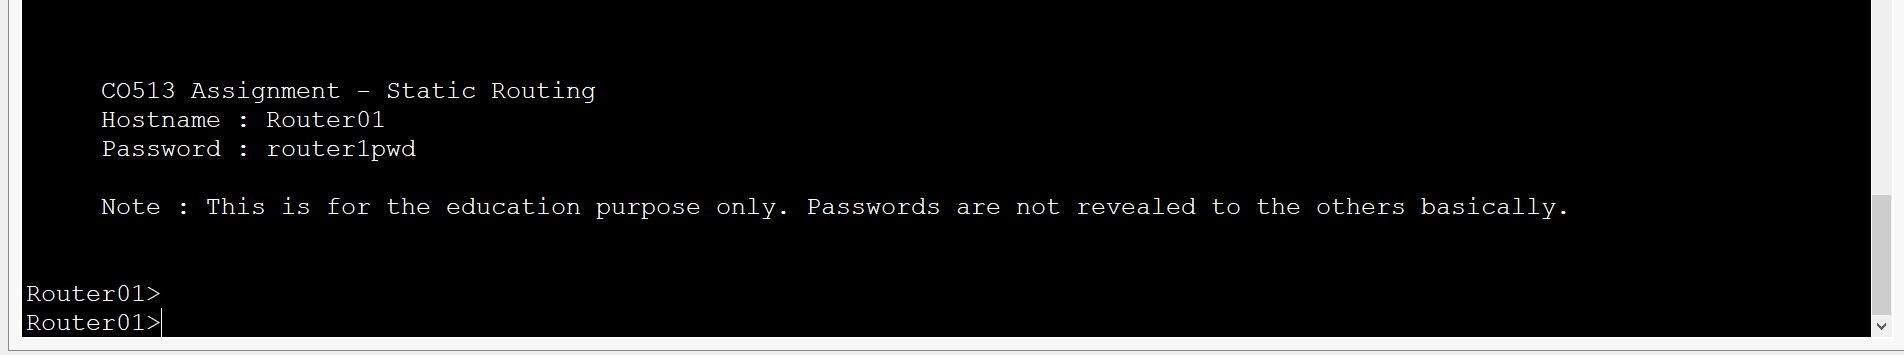 CO513 Assignment - Static Routing
Hostname : Router01
Password : router1pwd
Note : This is for the education purpose only. Passwords are not revealed to the others basically.
Router01>
Router01>